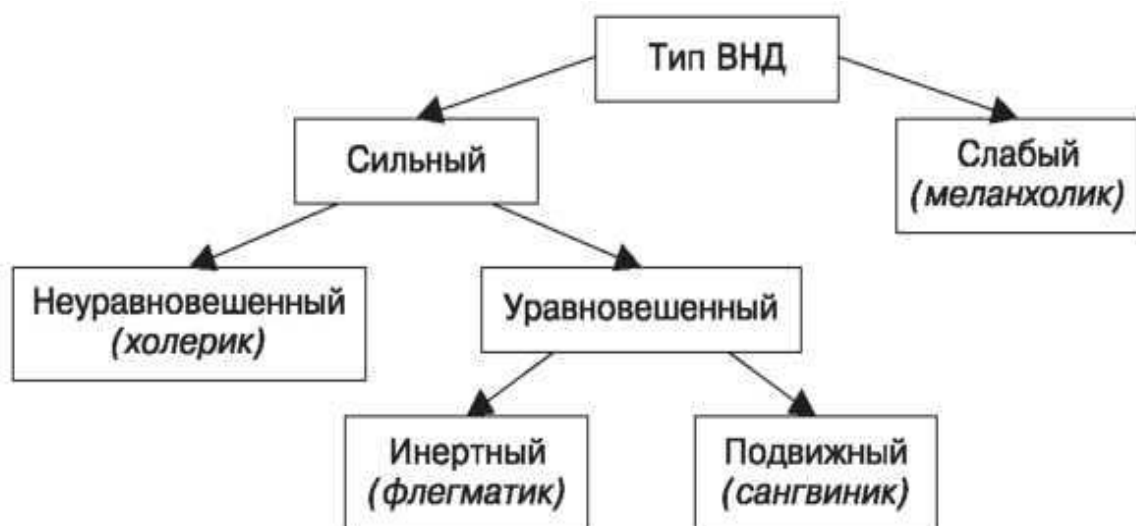 Тип ВНД
Сильный
Слабый
(меланхолик)
Неуравновешенный
(холерик)
Уравновешенный
Инертный
(флегматик)
Подвижный
(сангвиник)